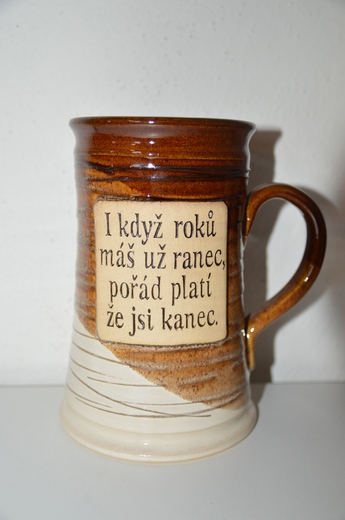 I když roků
máš už ranec,
pořád platí
že jsi kanec.